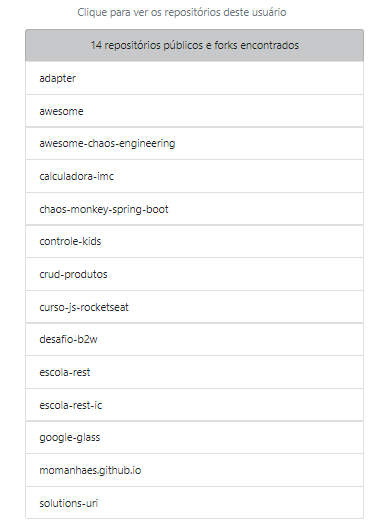 Clique para ver os repositórios deste usuário
14 repositórios públicos e forks encontrados
adapter
awesome
awesome-chaos-engineering
calculadora-imc
chaos-monkey-spring-boot
controle-kids
crud-produtos
curso-js-rocketseat
desafio-b2w
escola-rest
escola-rest-ic
google-glass
momanhaes.github.io
solutions-uri